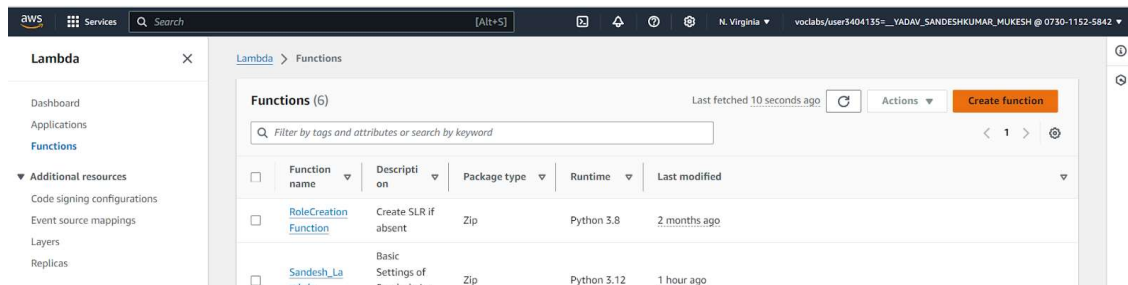 aws Services Search [Alt+S] N. Virginia voclabs/user3404135=__YADAV_SANDESHKUMAR_MUKESH @ 0730-1152-5842
Lambda
Lambda > Functions
Dashboard
Applications
Functions
Additional resources
Code signing configurations
Event source mappings
Layers
Replicas
Functions (6)
Last fetched 10 seconds ago Actions Create function
Filter by tags and attributes or search by keyword
1
Function name Descripti on Package type Runtime Last modified
RoleCreation Create SLR if
Function absent Zip Python 3.8 2 months ago
Basic
Sandesh_La Settings of Zip Python 3.12 1 hour ago